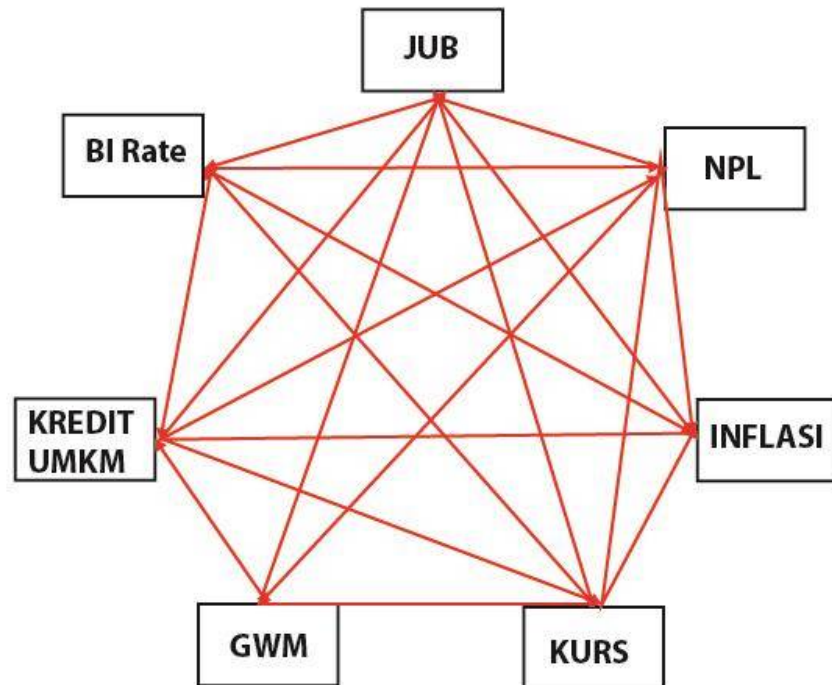 JUB
BI Rate
NPL
KREDIT
UMKM
INFLASI
GWM
KURS